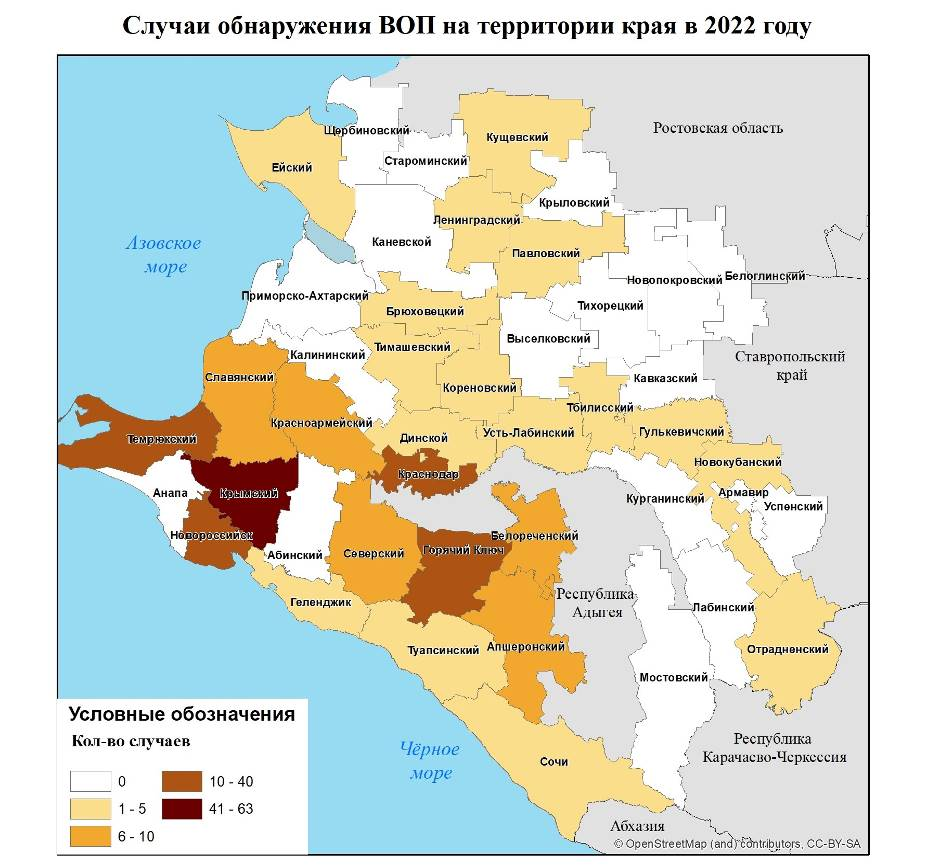 Случаи обнаружения ВОП на территории края в 2022 году
Щербиновский
Кущевский
Ростовская область
Староминский
Ейский
Крыловский
Ленинградский
Каневской
Азовское
море
Павловский
Новопокровский
Белоглинский
Приморско-Ахтарский
Тихорецкий
Брюховецкий
Выселковский
Тимашевский
Калининский
Ставропольский
край
Славянский
Кореновский
Кавказский
Тбилисский
Красноармейский
Динской
Усть-Лабинский
Гулькевичский
Темрюкский
Новокубанский
Краснодар
Анапа
Крымский
Курганинский
Армавир
Успенский
Новороссийск
Белореченский
Абинский
Северский
Горячий Ключ
Республика
Адыгея
Геленджик
Лабинский
Туапсинский
Апшеронский
Отрадненский
Мостовский
Условные обозначения
Кол-во случаев
0
10 - 40
1 - 5
41 - 63
6 - 10
Чёрное
море
Республика
Карачаево-Черкессия
Сочи
Абхазия
© OpenStreetMap (and) contributors, CC-BY-SA